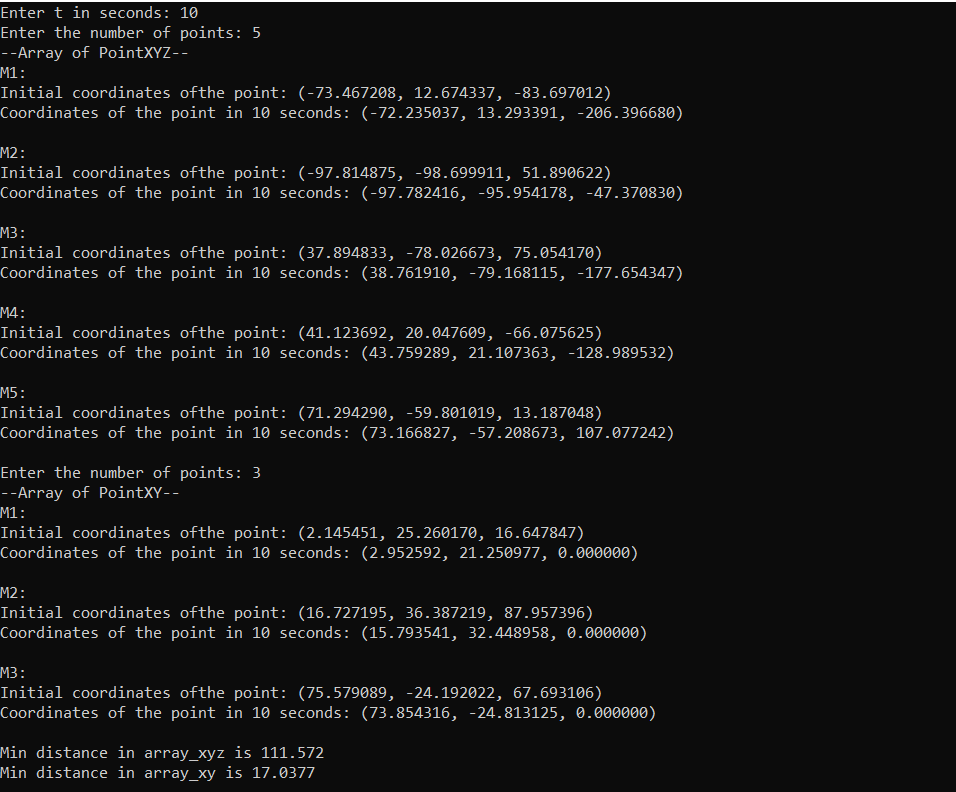 Enter t in seconds: 10
Enter the number of points: 5
--Array of PointXYZ--
M1:
Initial coordinates ofthe point: (-73.467208, 12.674337, -83.697012)
Coordinates of the point in 10 seconds: (-72.235037, 13.293391, -206.396680)
M2:
Initial coordinates ofthe point: (-97.814875, -98.699911, 51.890622)
Coordinates of the point in 10 seconds: (-97.782416, -95.954178, -47.370830)
M3:
Initial coordinates ofthe point: (37.894833, -78.026673, 75.054170)
Coordinates of the point in 10 seconds: (38.761910, -79.168115, -177.654347)
M4:
Initial coordinates ofthe point: (41.123692, 20.047609, -66.075625)
Coordinates of the point in 10 seconds: (43.759289, 21.107363, -128.989532)
M5:
Initial coordinates ofthe point: (71.294290, -59.801019, 13.187048)
Coordinates of the point in 10 seconds: (73.166827, -57.208673, 107.077242)
Enter the number of points: 3
--Array of PointXY--
M1:
Initial coordinates ofthe point: (2.145451, 25.260170, 16.647847)
Coordinates of the point in 10 seconds: (2.952592, 21.250977, 0.000000)
M2:
Initial coordinates ofthe point: (16.727195, 36.387219, 87.957396)
Coordinates of the point in 10 seconds: (15.793541, 32.448958, 0.000000)
M3:
Initial coordinates ofthe point: (75.579089, -24.192022, 67.693106)
Coordinates of the point in 10 seconds: (73.854316, -24.813125, 0.000000)
Min distance in array_xyz is 111.572
Min distance in array_xy is 17.0377